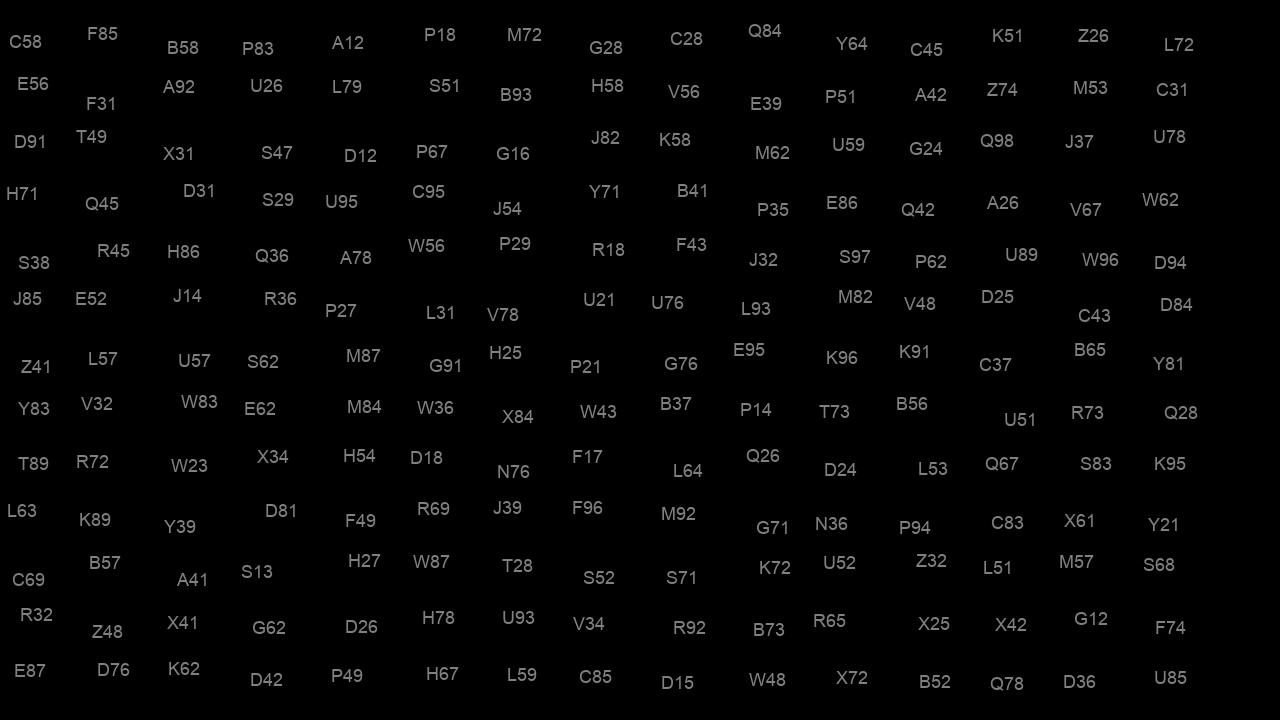 C58 F85 B58 P83 A12 P18 M72 G28 C28 Q84 Y64 C45 K51 Z26 L72
E56 F31 A92 U26 L79 S51 B93 H58 V56 E39 P51 A42 Z74 M53 C31
D91 T49 X31 S47 D12 P67 G16 J82 K58 M62 U59 G24 Q98 J37 U78
H71 Q45 D31 S29 U95 C95 J54 Y71 B41 P35 E86 Q42 A26 V67 W62
S38 R45 H86 Q36 A78 W56 P29 R18 F43 J32 S97 P62 U89 W96 D94
J85 E52 J14 R36 P27 L31 V78 U21 U76 L93 M82 V48 D25 C43 D84
Z41 L57 U57 S62 M87 G91 H25 P21 G76 E95 K96 K91 C37 B65 Y81
Y83 V32 W83 E62 M84 W36 X84 W43 B37 P14 T73 B56 U51 R73 Q28
T89 R72 W23 X34 H54 D18 N76 F17 L64 Q26 D24 L53 Q67 S83 K95
L63 K89 Y39 D81 F49 R69 J39 F96 M92 G71 N36 P94 C83 X61 Y21
C69 B57 A41 S13 H27 W87 T28 S52 S71 K72 U52 Z32 L51 M57 S68
R32 Z48 X41 G62 D26 H78 U93 V34 R92 B73 R65 X25 X42 G12 F74
E87 D76 K62 D42 P49 H67 L59 C85 D15 W48 X72 B52 Q78 D36 U85